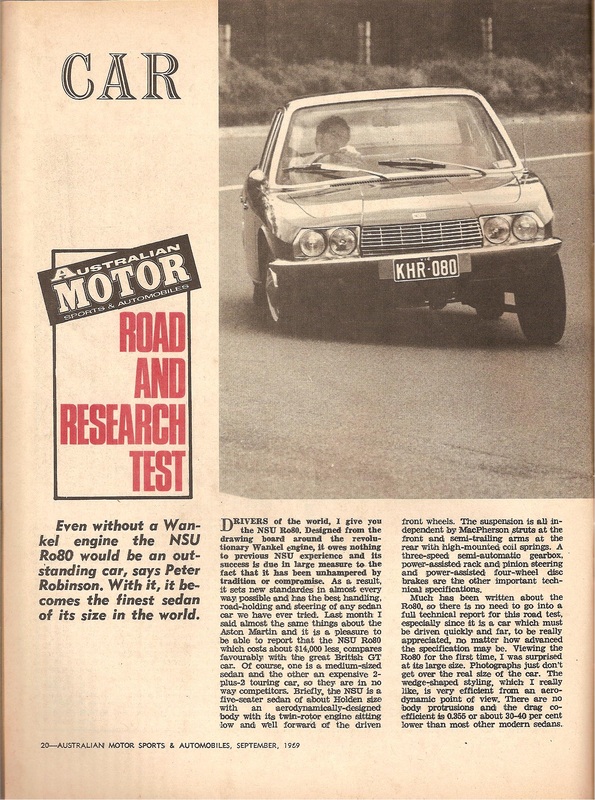 CAR
KHR·080
AUSTRALIAN
MOTOR
SPORTS & AUTOMOBILES
ROAD
AND
RESEARCH
TEST
Even without a Wan-
kel engine the NSU
Ro80 would be an out-
standing car, says Peter
Robinson. With it, it be-
comes the finest sedan
of its size in the world.
DRIVERS of the world, I give you
the NSU Ro80. Designed from the
drawing board around the revolu-
tionary Wankel engine, it owes nothing
to previous NSU experience and its
success is due in large measure to the
fact that it has been unhampered by
tradition or compromise. As a result,
it sets new standardes in almost every
way possible and has the best handling,
road-holding and steering of any sedan
car we have ever tried. Last month I
said almost the same things about the
Aston Martin and it is a pleasure to
be able to report that the NSU Ro80
which costs about $14,000 less, compares
favourably with the great British GT
car. Of course, one is a medium-sized
sedan and the other an expensive 2-
plus-2 touring car, so they are in no
way competitors. Briefly, the NSU is a
five-seater sedan of about Holden size
with an aerodynamically-designed
body with its twin-rotor engine sitting
low and well forward of the driven
front wheels. The suspension is all in-
dependent by MacPherson struts at the
front and semi-trailing arms at the
rear with high-mounted coil springs. A
three-speed semi-automatic gearbox,
power-assisted rack and pinion steering
and power-assisted four-wheel disc
brakes are the other important tech-
nical specifications.
Much has been written about the
Ro80, so there is no need to go into a
full technical report for this road test,
especially since it is a car which must
be driven quickly and far, to be really
appreciated, no matter how advanced
the specification may be. Viewing the
Ro80 for the first time, I was surprised
at its large size. Photographs just don't
get over the real size of the car. The
wedge-shaped styling, which I really
like, is very efficient from an aero-
dynamic point of view. There are no
body protrusions and the drag co-
efficient is 0.355 or about 30-40 per cent
lower than most other modern sedans.
20—AUSTRALIAN MOTOR SPORTS & AUTOMOBILES, SEPTEMBER, 1969